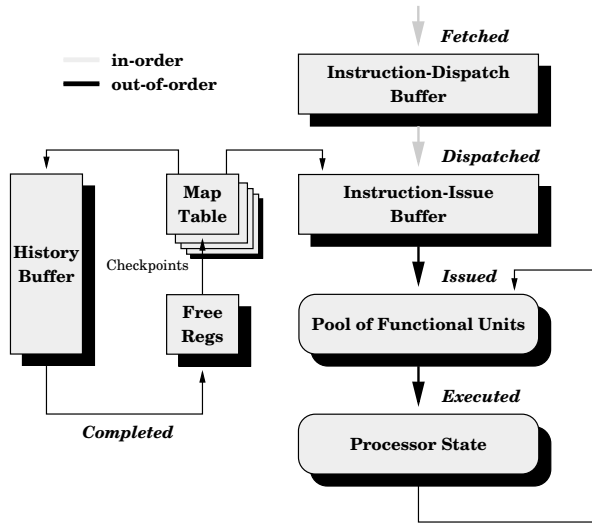 Fetched
in-order
out-of-order
Instruction-Dispatch
Buffer
Dispatched
Map
Table
Instruction-Issue
Buffer
History
Buffer
Checkpoints
Issued
Free
Regs
Pool of Functional Units
Executed
Completed
Processor State